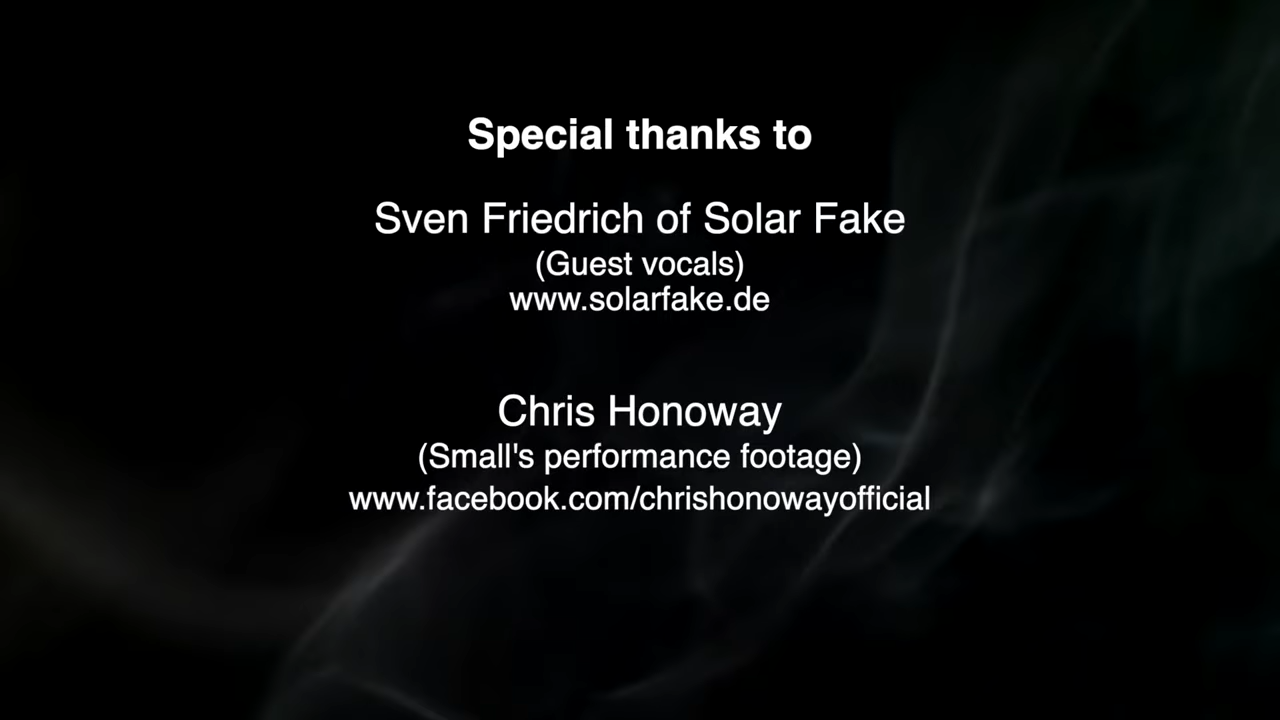 Special thanks to
Sven Friedrich of Solar Fake
(Guest vocals)
www.solarfake.de
Chris Honoway
(Small's performance footage)
www.facebook.com/chrishonowayofficial